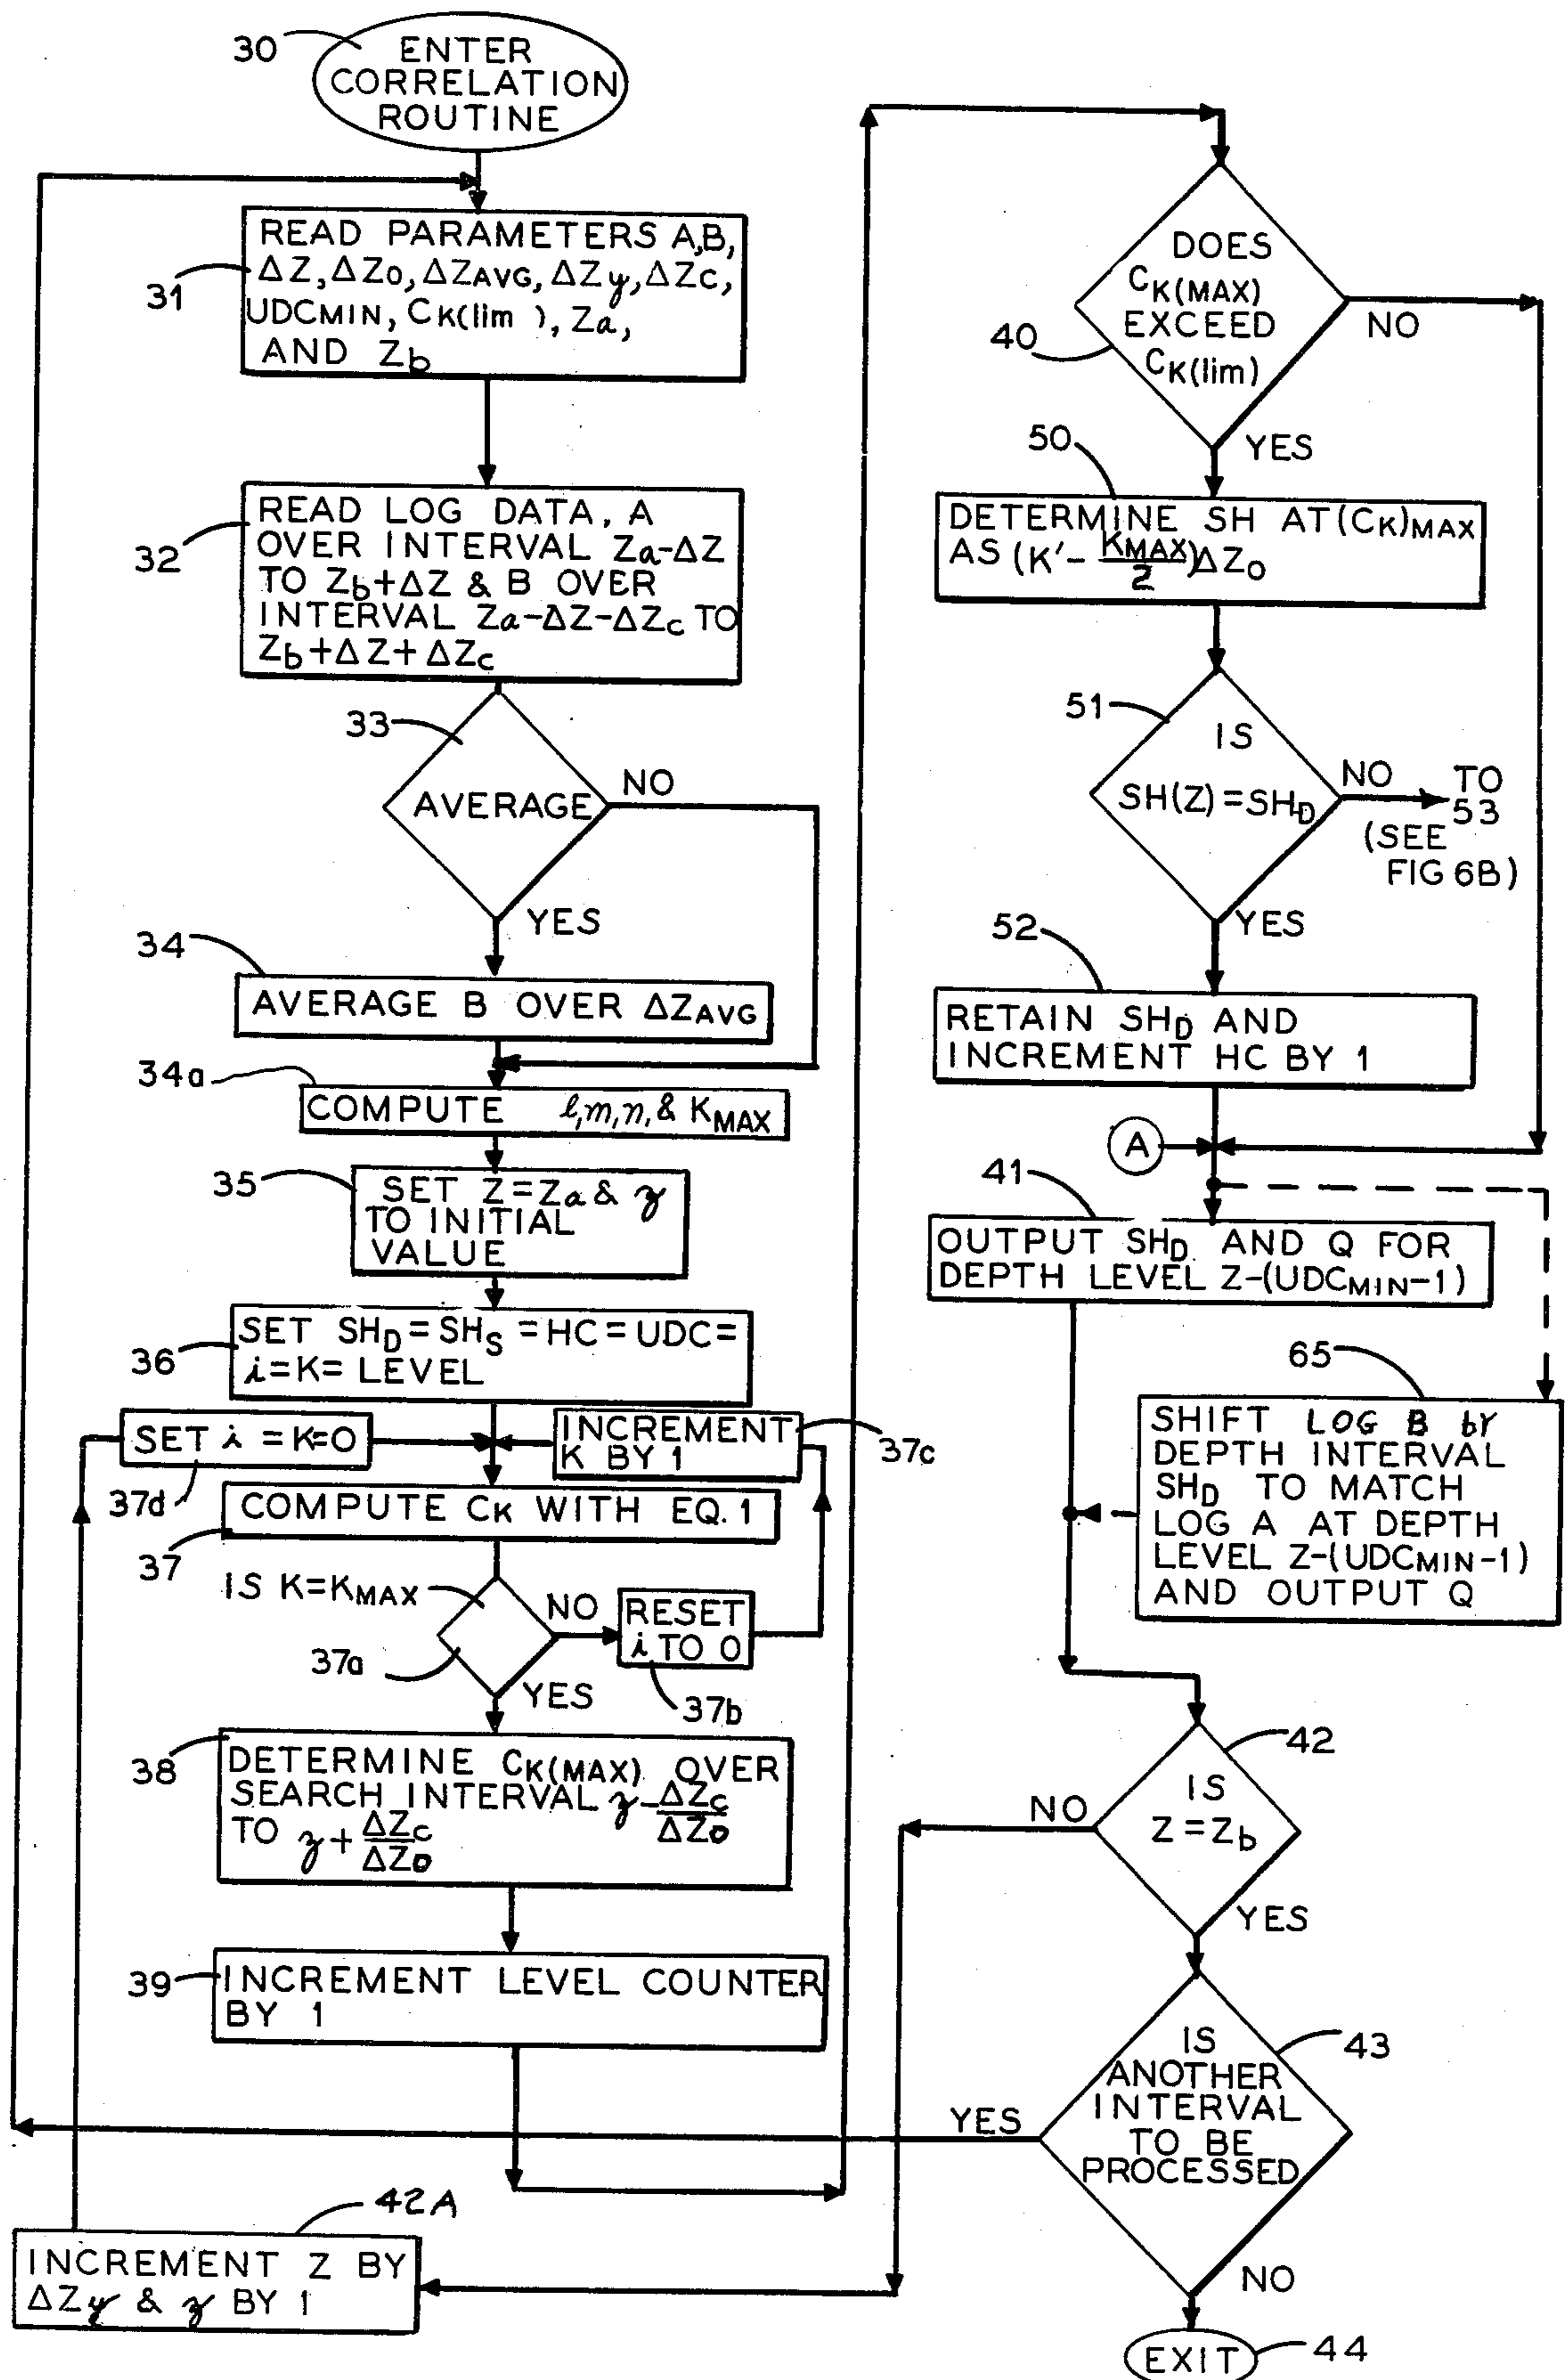 30
ENTER
CORRELATION
ROUTINE
31
READ PARAMETERS A,B,
ΔZ, ΔZo, ΔZAVG, ΔZy, ΔZc,
UDCMIN, CK(lim), Za,
AND Zb
32
READ LOG DATA, A
OVER INTERVAL Za-ΔZ
TO Zb+ΔZ & B OVER
INTERVAL Za-ΔZ-ΔZc TO
Zb+ΔZ+ΔZc
33
AVERAGE
NO
YES
34
AVERAGE B OVER ΔZAVG
34a
COMPUTE l,m,n, & KMAX
35
SET Z=Za & z
TO INITIAL
VALUE
36
SET SHD=SHS=HC=UDC=
i=K= LEVEL
SET i=K=0
37d
INCREMENT
K BY 1
37c
COMPUTE CK WITH EQ. 1
37
IS K=KMAX
37a
NO
RESET
i TO 0
37b
YES
38
DETERMINE CK(MAX) OVER
SEARCH INTERVAL z-ΔZc/ΔZo
TO z+ΔZc/ΔZo
39
INCREMENT LEVEL COUNTER
BY 1
42A
INCREMENT Z BY
ΔZy & z BY 1
DOES
CK(MAX)
EXCEED
CK(lim)
40
NO
YES
50
DETERMINE SH AT (CK)MAX
AS (K'-KMAX/2)ΔZo
51
IS
SH(Z)=SHD
NO
TO
53
(SEE
FIG 6B)
YES
52
RETAIN SHD AND
INCREMENT HC BY 1
A
41
OUTPUT SHD AND Q FOR
DEPTH LEVEL Z-(UDCMIN-1)
65
SHIFT LOG B bY
DEPTH INTERVAL
SHD TO MATCH
LOG A AT DEPTH
LEVEL Z-(UDCMIN-1)
AND OUTPUT Q
42
IS
Z=Zb
NO
YES
43
IS
ANOTHER
INTERVAL
TO BE
PROCESSED
YES
NO
EXIT
44